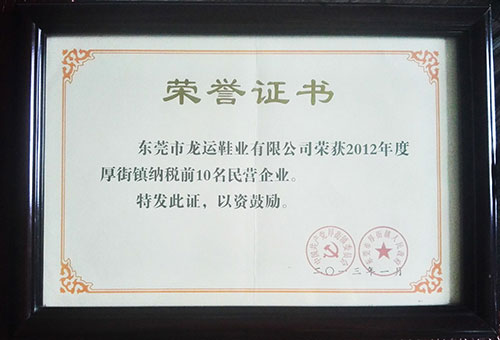 荣誉证书
东莞市龙运鞋业有限公司荣获2012年度
厚街镇纳税前10名民营企业。
特发此证，以资鼓励。
二〇一三年一月